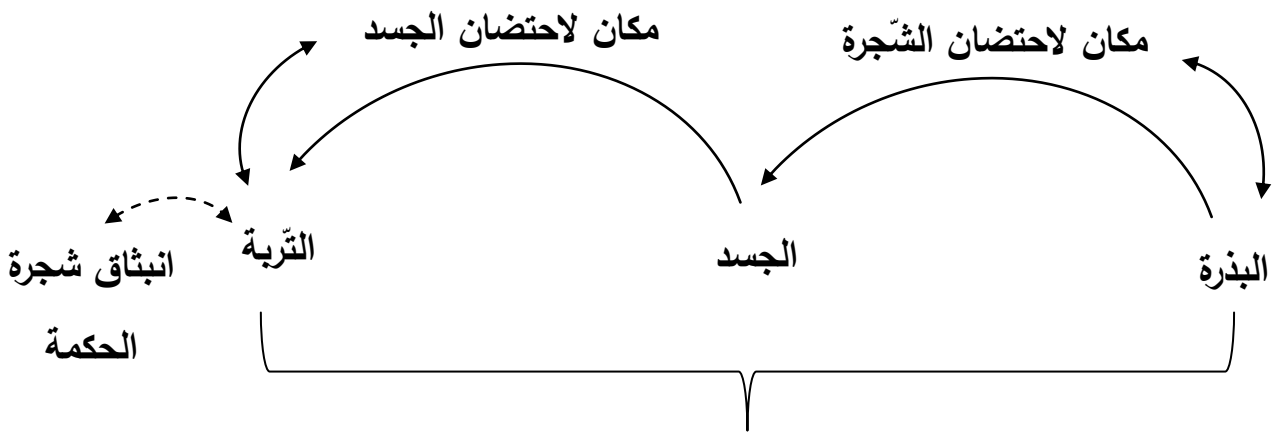 مكان لاحتضان الشّجرة
مكان لاحتضان الجسد
البذرة
الجسد
التّربة
انبثاق شجرة
الحكمة